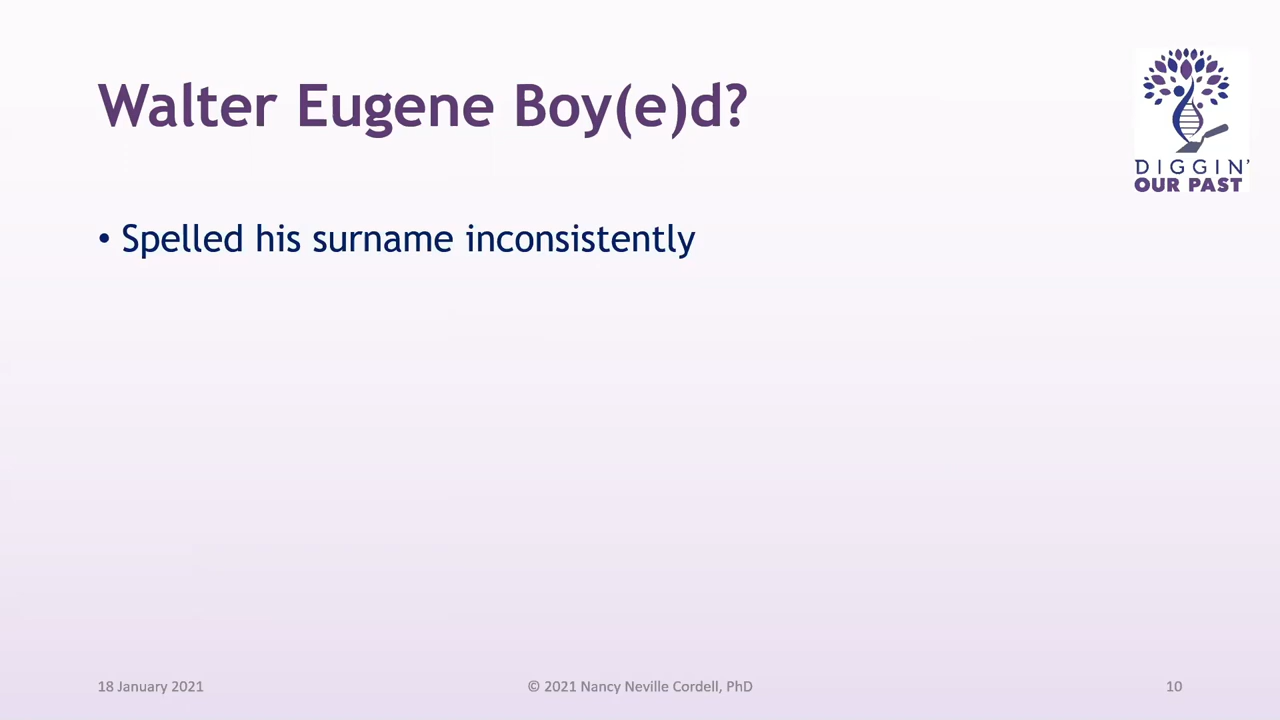 Walter Eugene Boy(e)d?
DIGGIN'
OUR PAST
• Spelled his surname inconsistently
18 January 2021
© 2021 Nancy Neville Cordell, PhD
10